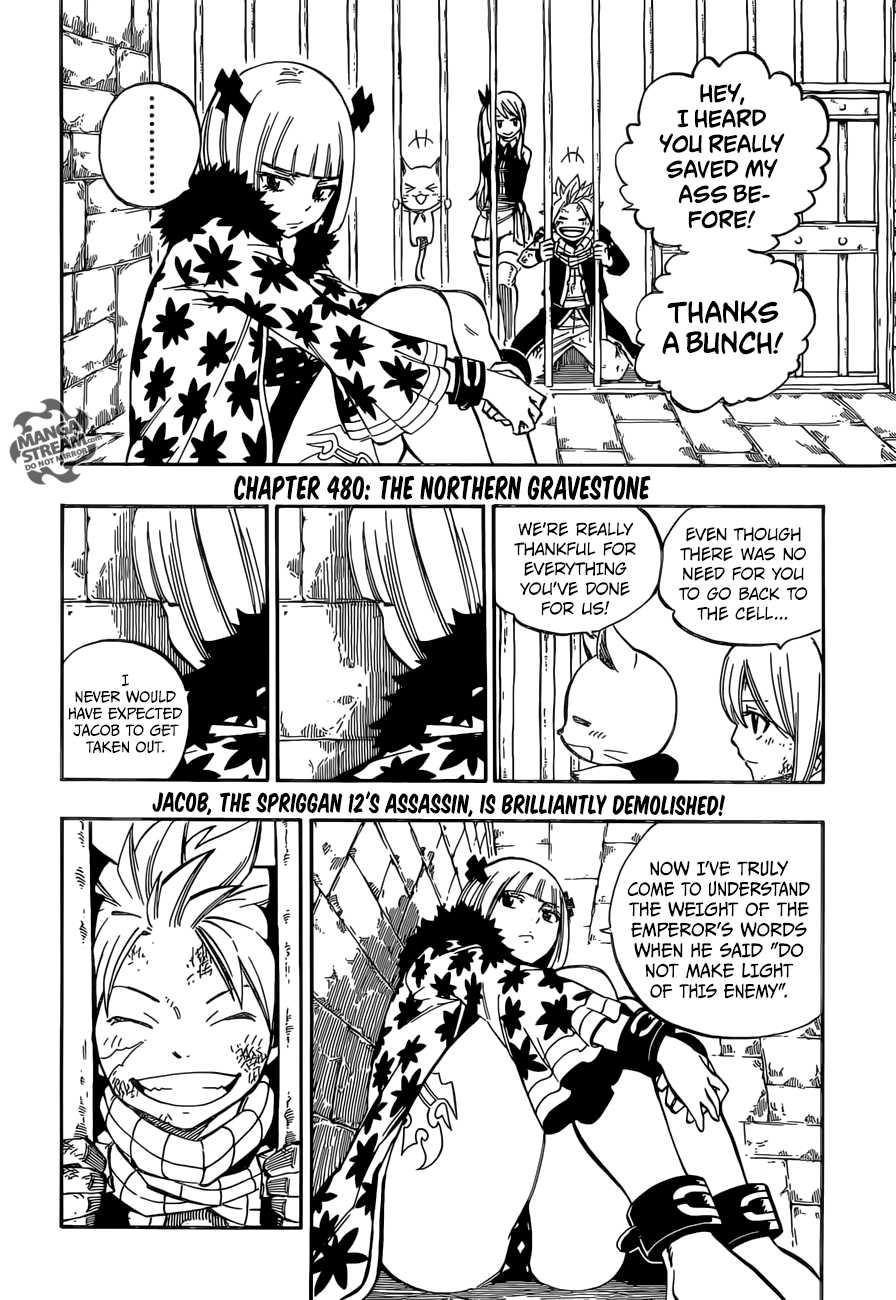 HEY,
I HEARD
YOU REALLY
SAVED MY
ASS BE-
FORE!
THANKS
A BUNCH!
.........
MANGA
STREAM.com
DO NOT MIRROR
CHAPTER 480: THE NORTHERN GRAVESTONE
EVEN THOUGH
THERE WAS NO
NEED FOR YOU
TO GO BACK TO
THE CELL...
WE'RE REALLY
THANKFUL FOR
EVERYTHING
YOU'VE DONE
FOR US!
I
NEVER WOULD
HAVE EXPECTED
JACOB TO GET
TAKEN OUT.
JACOB, THE SPRIGGAN 12'S ASSASSIN, IS BRILLIANTLY DEMOLISHED!
NOW I'VE TRULY
COME TO UNDERSTAND
THE WEIGHT OF THE
EMPEROR'S WORDS
WHEN HE SAID "DO
NOT MAKE LIGHT
OF THIS ENEMY".